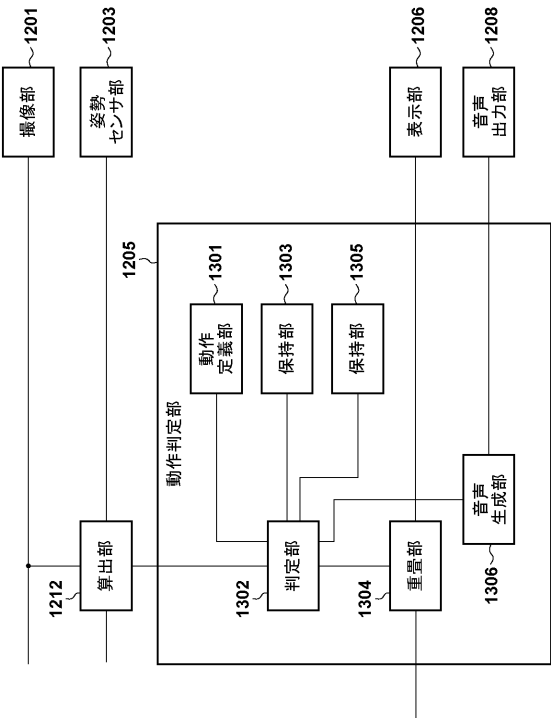 1201
撮像部
1203
姿勢
センサ部
1206
表示部
1208
音声
出力部
1205
動作判定部
1301
動作
定義部
1303
保持部
1305
保持部
1212
算出部
1302
判定部
1304
重畳部
1306
音声
生成部